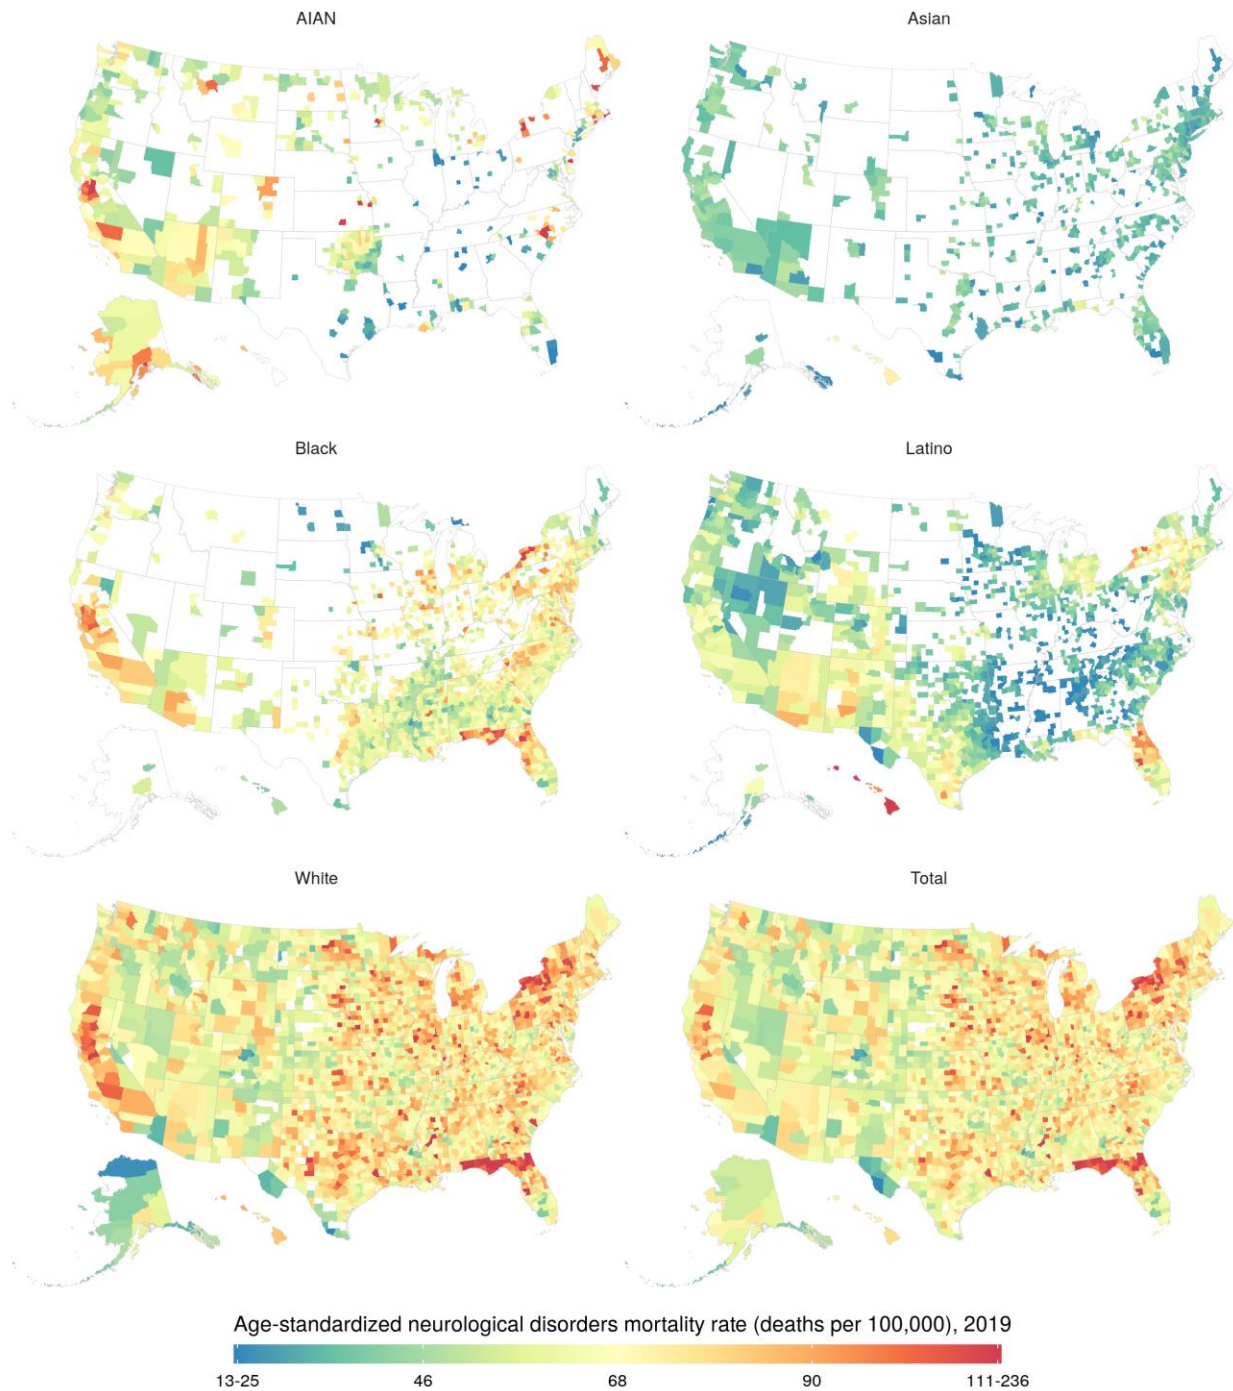 AIAN
Asian
Black
Latino
White
Total
Age-standardized neurological disorders mortality rate (deaths per 100,000), 2019
13-25 46 68 90 111-236